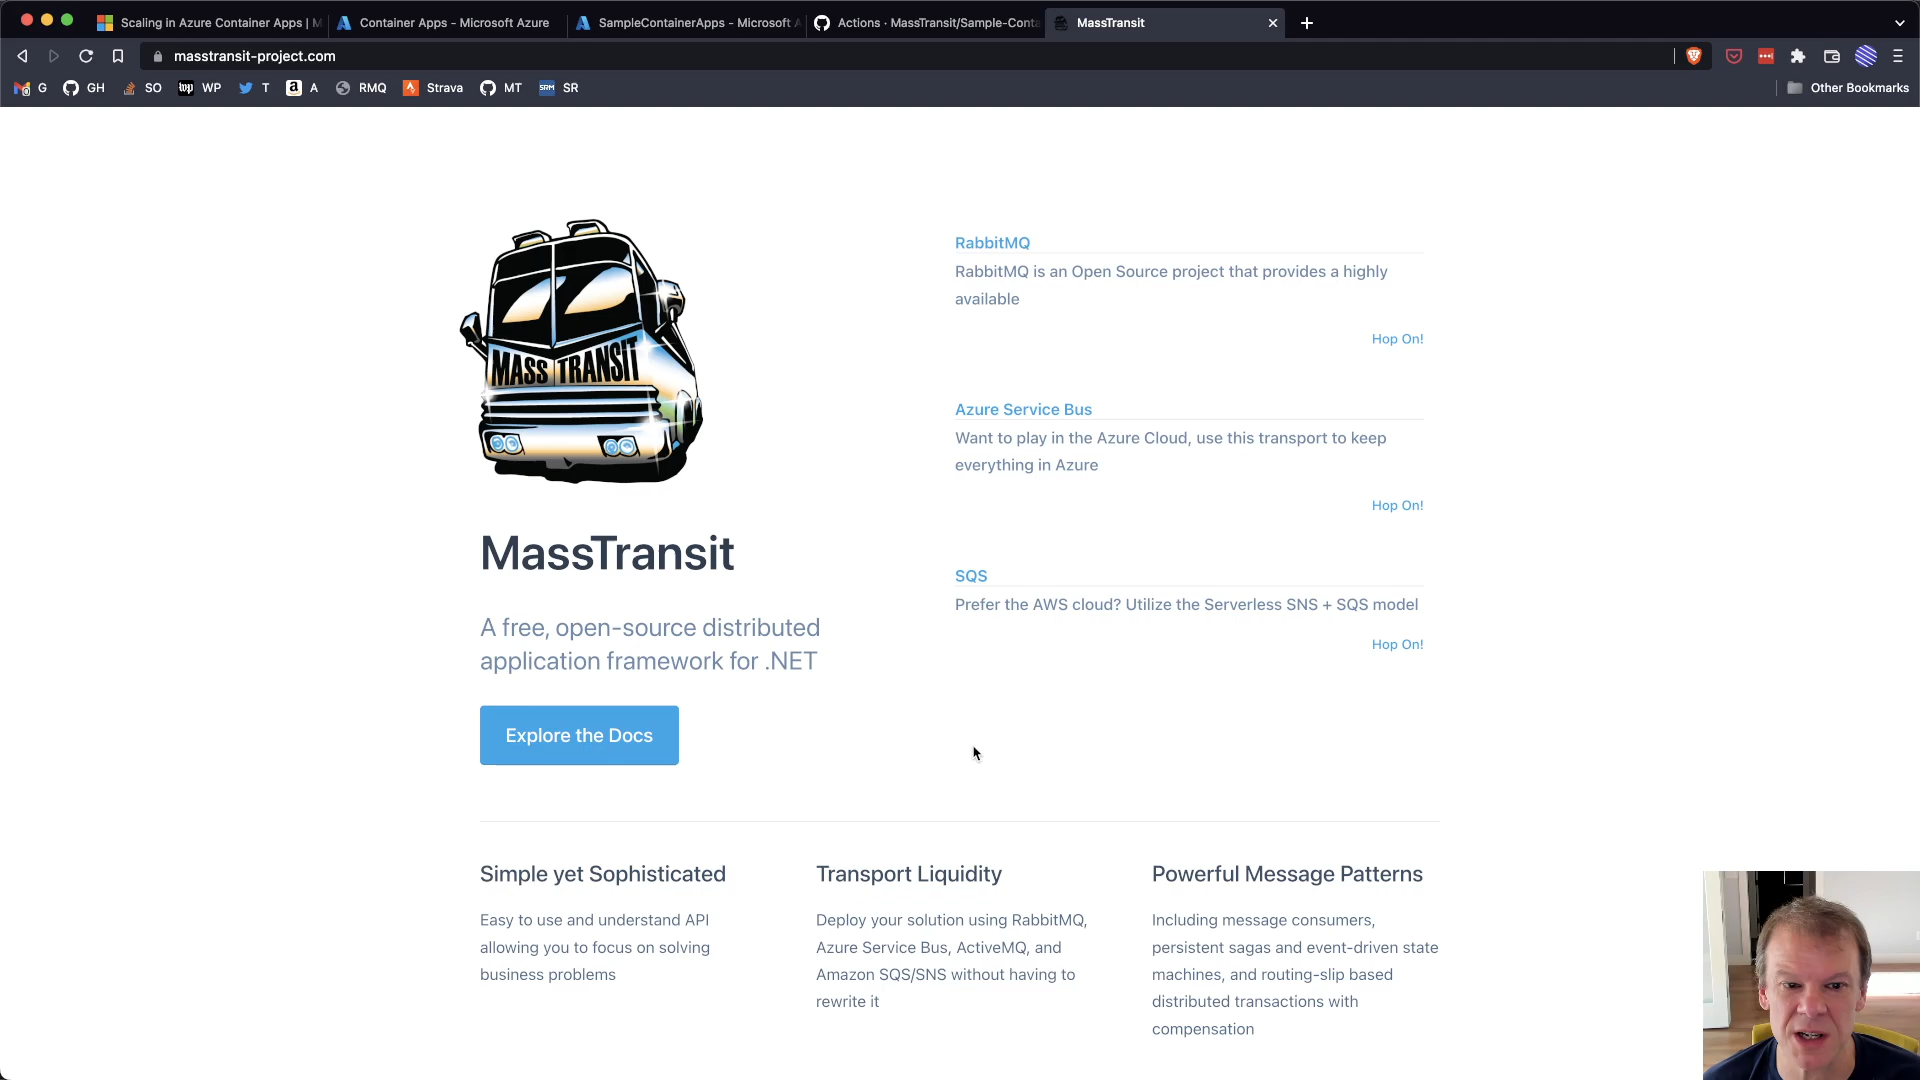 Scaling in Azure Container Apps | M
Container Apps - Microsoft Azure
SampleContainerApps - Microsoft A
Actions · MassTransit/Sample-Conta
MassTransit
masstransit-project.com
G
GH
SO
wp WP
T
a A
RMQ
Strava
MT
SRM SR
Other Bookmarks
MASS TRANSIT
MassTransit
A free, open-source distributed
application framework for .NET
Explore the Docs
RabbitMQ
RabbitMQ is an Open Source project that provides a highly
available
Hop On!
Azure Service Bus
Want to play in the Azure Cloud, use this transport to keep
everything in Azure
Hop On!
SQS
Prefer the AWS cloud? Utilize the Serverless SNS + SQS model
Hop On!
Simple yet Sophisticated
Easy to use and understand API
allowing you to focus on solving
business problems
Transport Liquidity
Deploy your solution using RabbitMQ,
Azure Service Bus, ActiveMQ, and
Amazon SQS/SNS without having to
rewrite it
Powerful Message Patterns
Including message consumers,
persistent sagas and event-driven state
machines, and routing-slip based
distributed transactions with
compensation